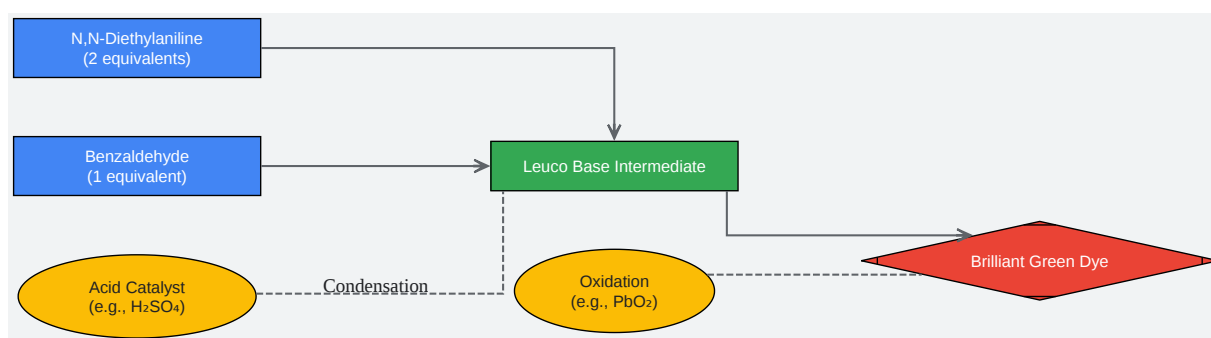 N,N-Diethylaniline
(2 equivalents)
Benzaldehyde
(1 equivalent)
Leuco Base Intermediate
Acid Catalyst
(e.g., H₂SO₄)
Condensation
Oxidation
(e.g., PbO₂)
Brilliant Green Dye